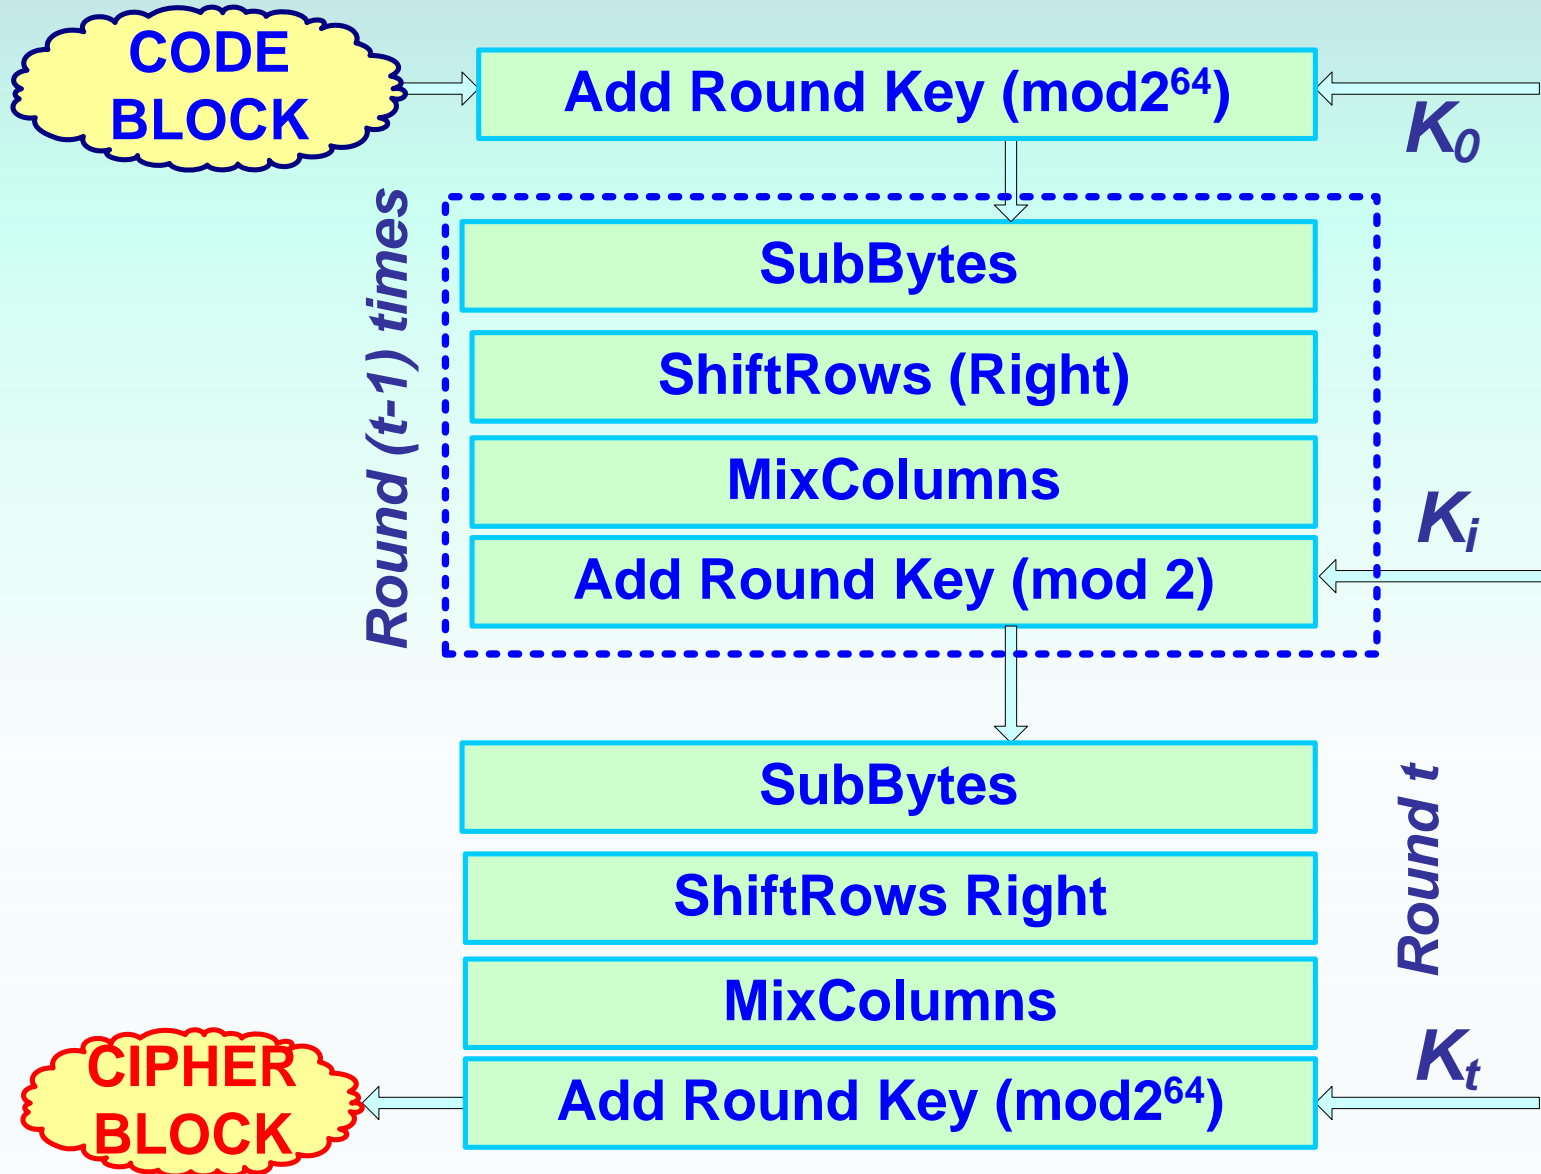 CODE
BLOCK
Add Round Key (mod2⁶⁴)
K₀
Round (t-1) times
SubBytes
ShiftRows (Right)
MixColumns
Kᵢ
Add Round Key (mod 2)
SubBytes
Round t
ShiftRows Right
MixColumns
Kₜ
CIPHER
BLOCK
Add Round Key (mod2⁶⁴)